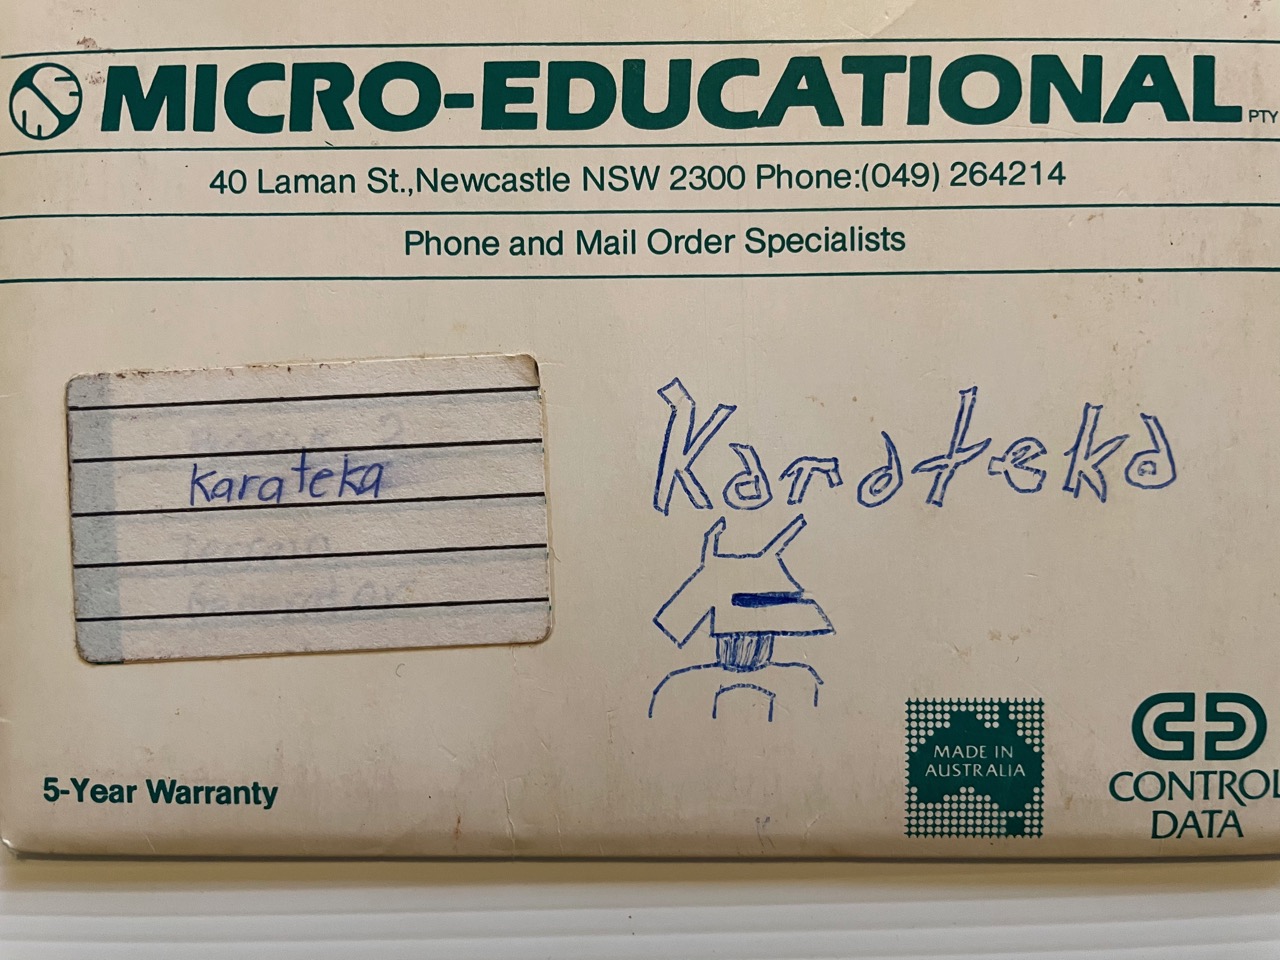 MICRO-EDUCATIONAL PTY
40 Laman St.,Newcastle NSW 2300 Phone:(049) 264214
Phone and Mail Order Specialists
Karateka
Karateka
terrain
5-Year Warranty
MADE IN
AUSTRALIA
CONTROL
DATA